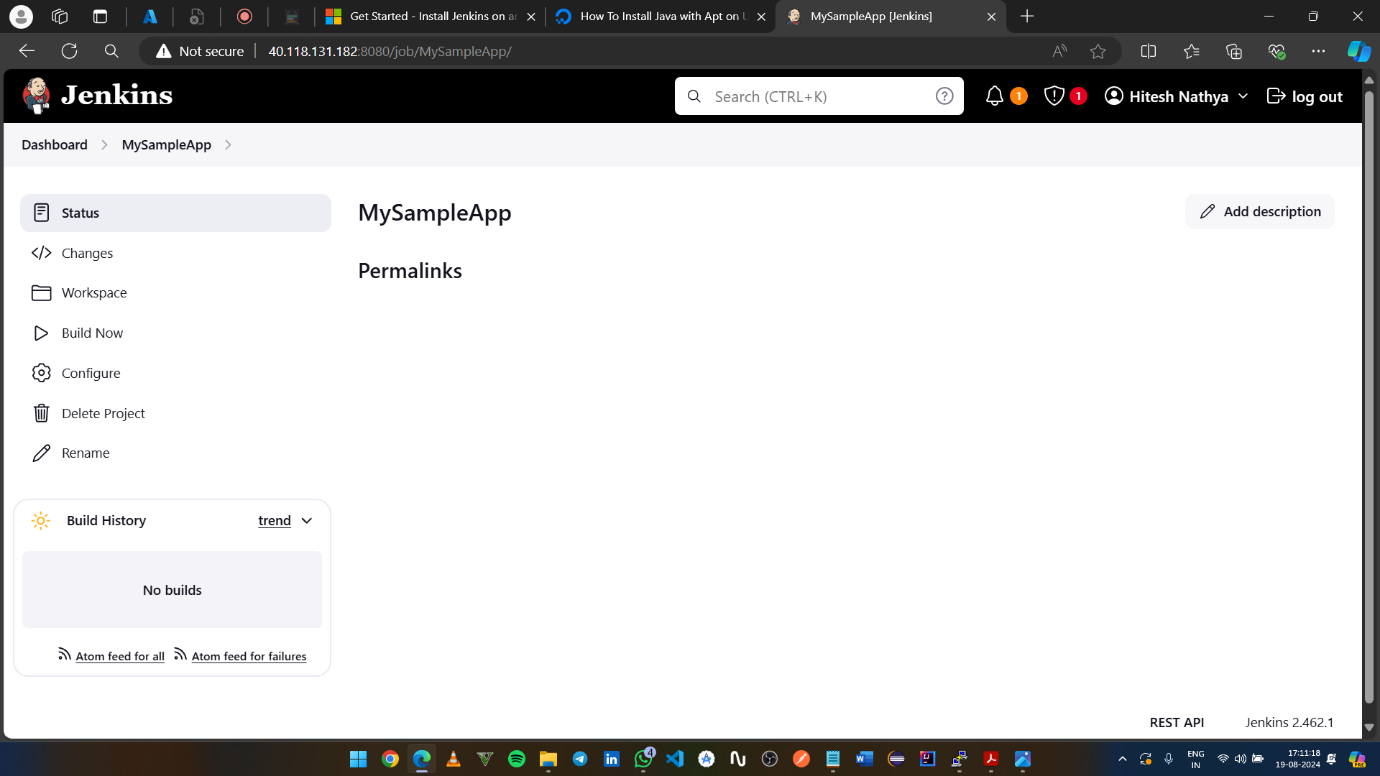 Get Started - Install Jenkins on an
How To Install Java with Apt on U
MySampleApp [Jenkins]
Not secure
40.118.131.182:8080/job/MySampleApp/
Jenkins
Search (CTRL+K)
1
1
Hitesh Nathya
log out
Dashboard
MySampleApp
Status
MySampleApp
Add description
Changes
Permalinks
Workspace
Build Now
Configure
Delete Project
Rename
Build History
trend
No builds
Atom feed for all
Atom feed for failures
REST API
Jenkins 2.462.1
4
ENG
IN
17:11:18
19-08-2024